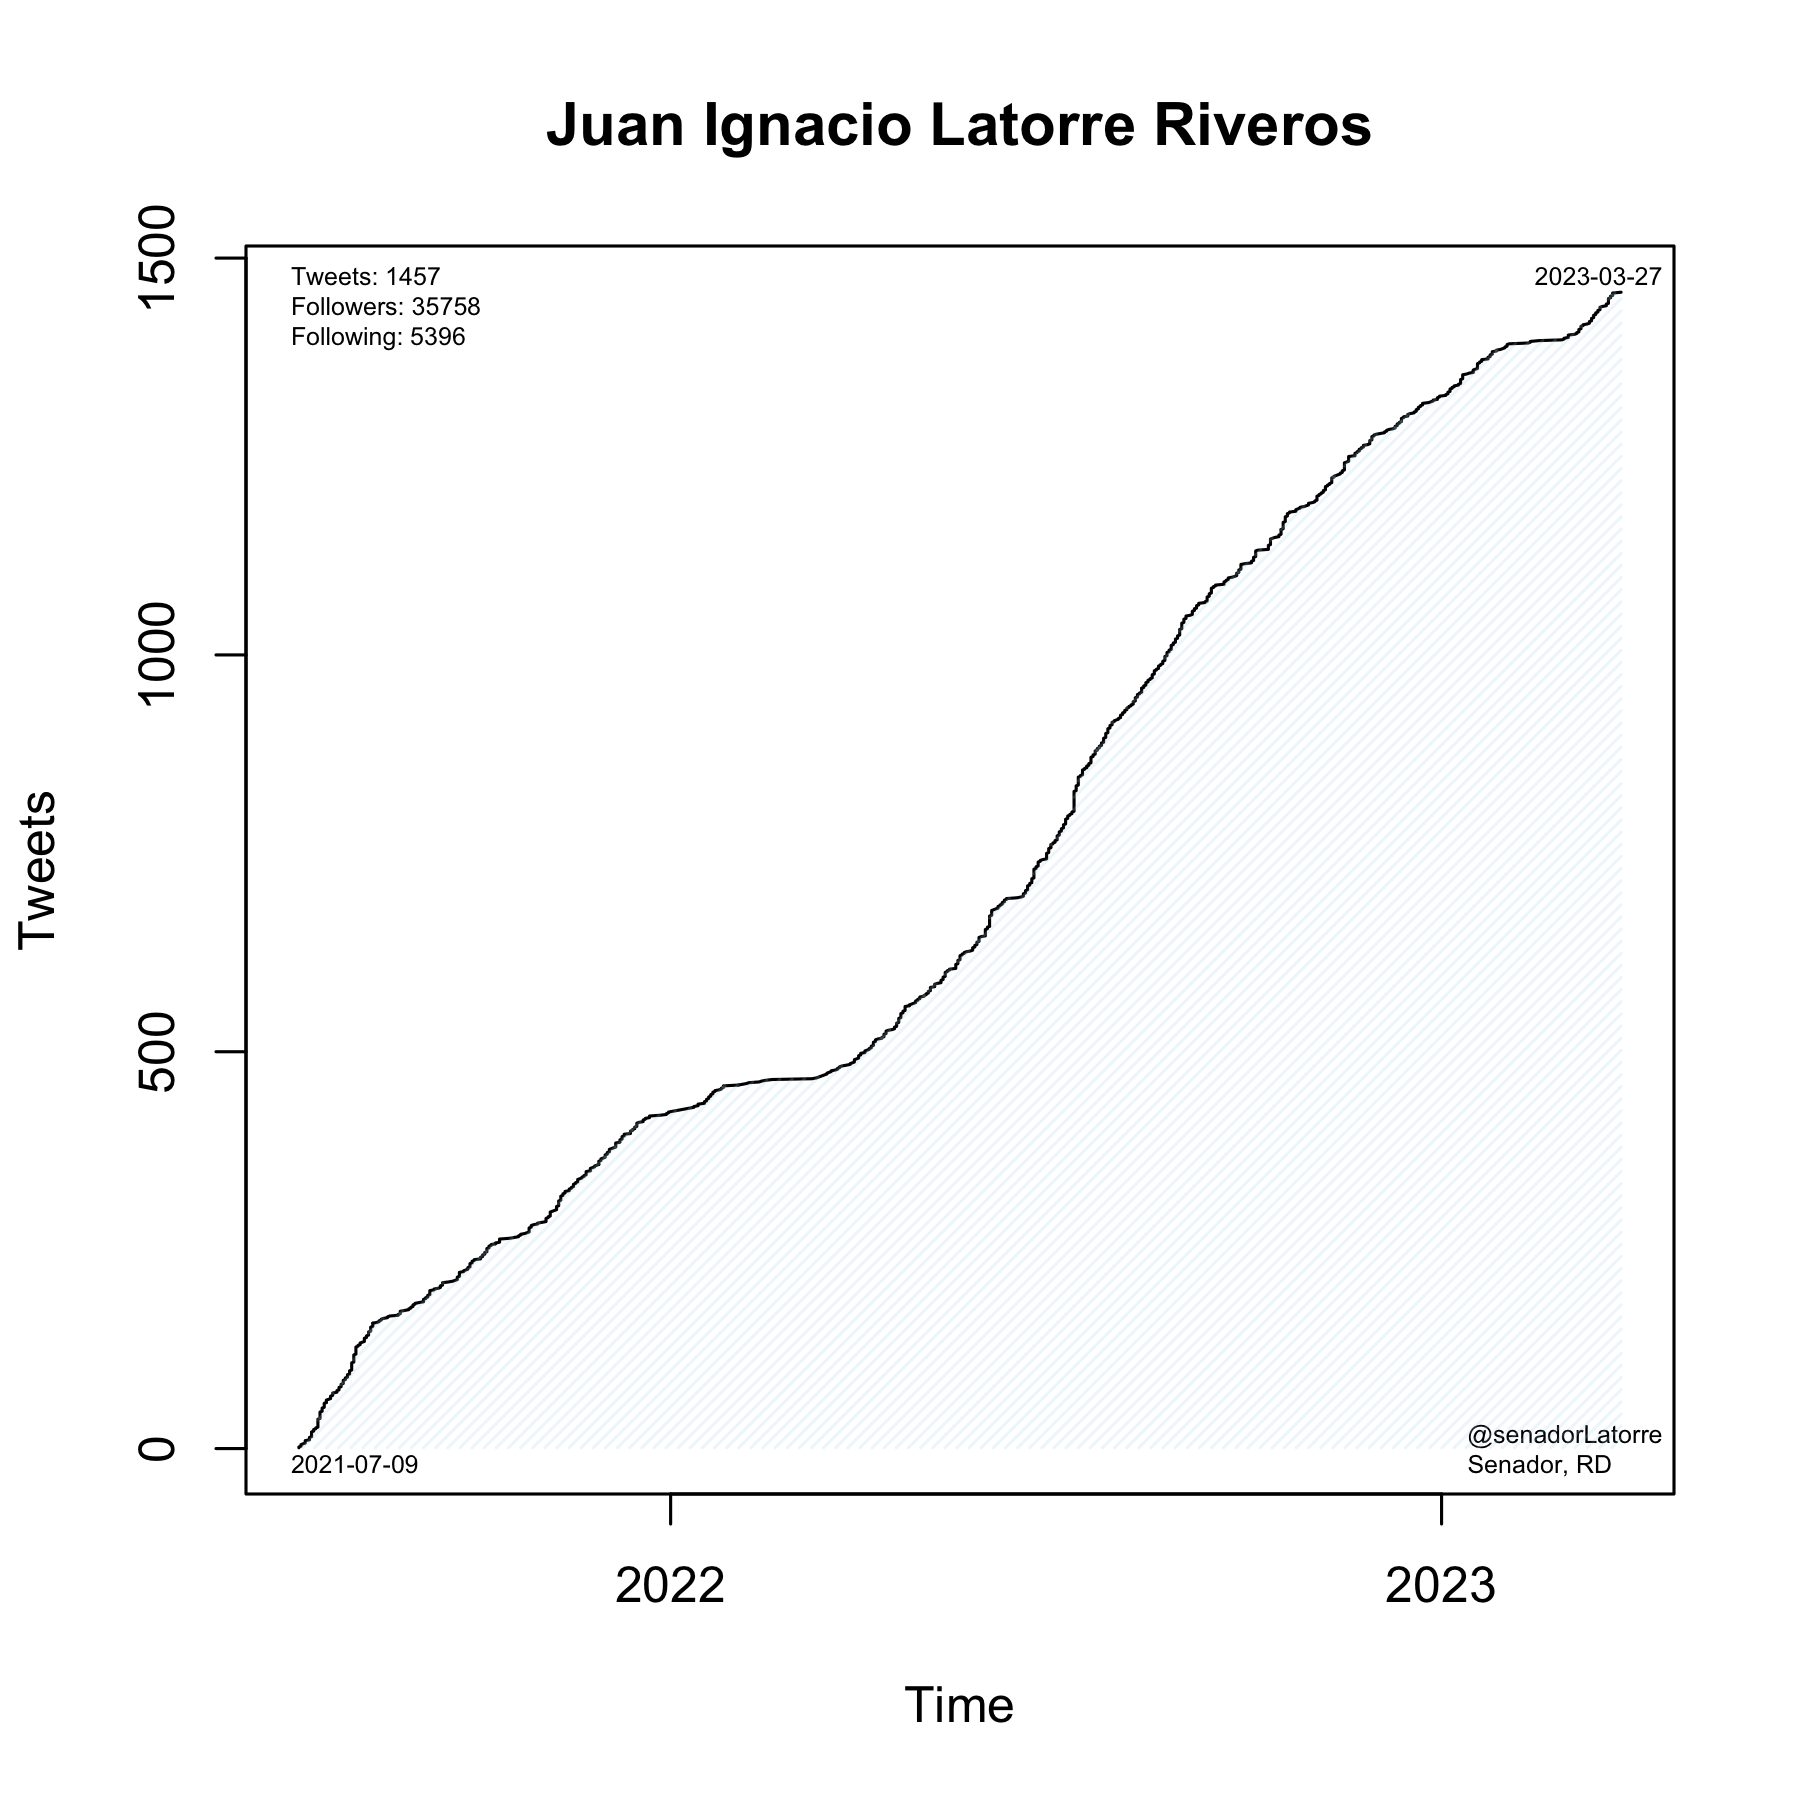 Juan Ignacio Latorre Riveros
1500
1000
500
0
Tweets
Tweets: 1457
Followers: 35758
Following: 5396
2023-03-27
2021-07-09
@senadorLatorre
Senador, RD
2022
2023
Time